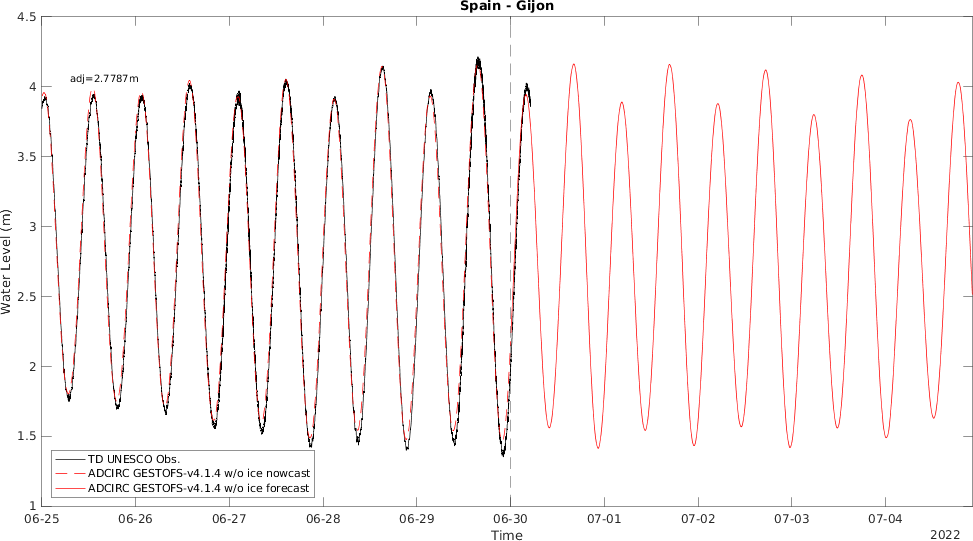 Spain - Gijon
4.5
adj=2.7787m
4
3.5
3
2.5
2
1.5
1
Water Level (m)
TD UNESCO Obs.
ADCIRC GESTOFS-v4.1.4 w/o ice nowcast
ADCIRC GESTOFS-v4.1.4 w/o ice forecast
06-25 06-26 06-27 06-28 06-29 06-30 07-01 07-02 07-03 07-04
Time
2022